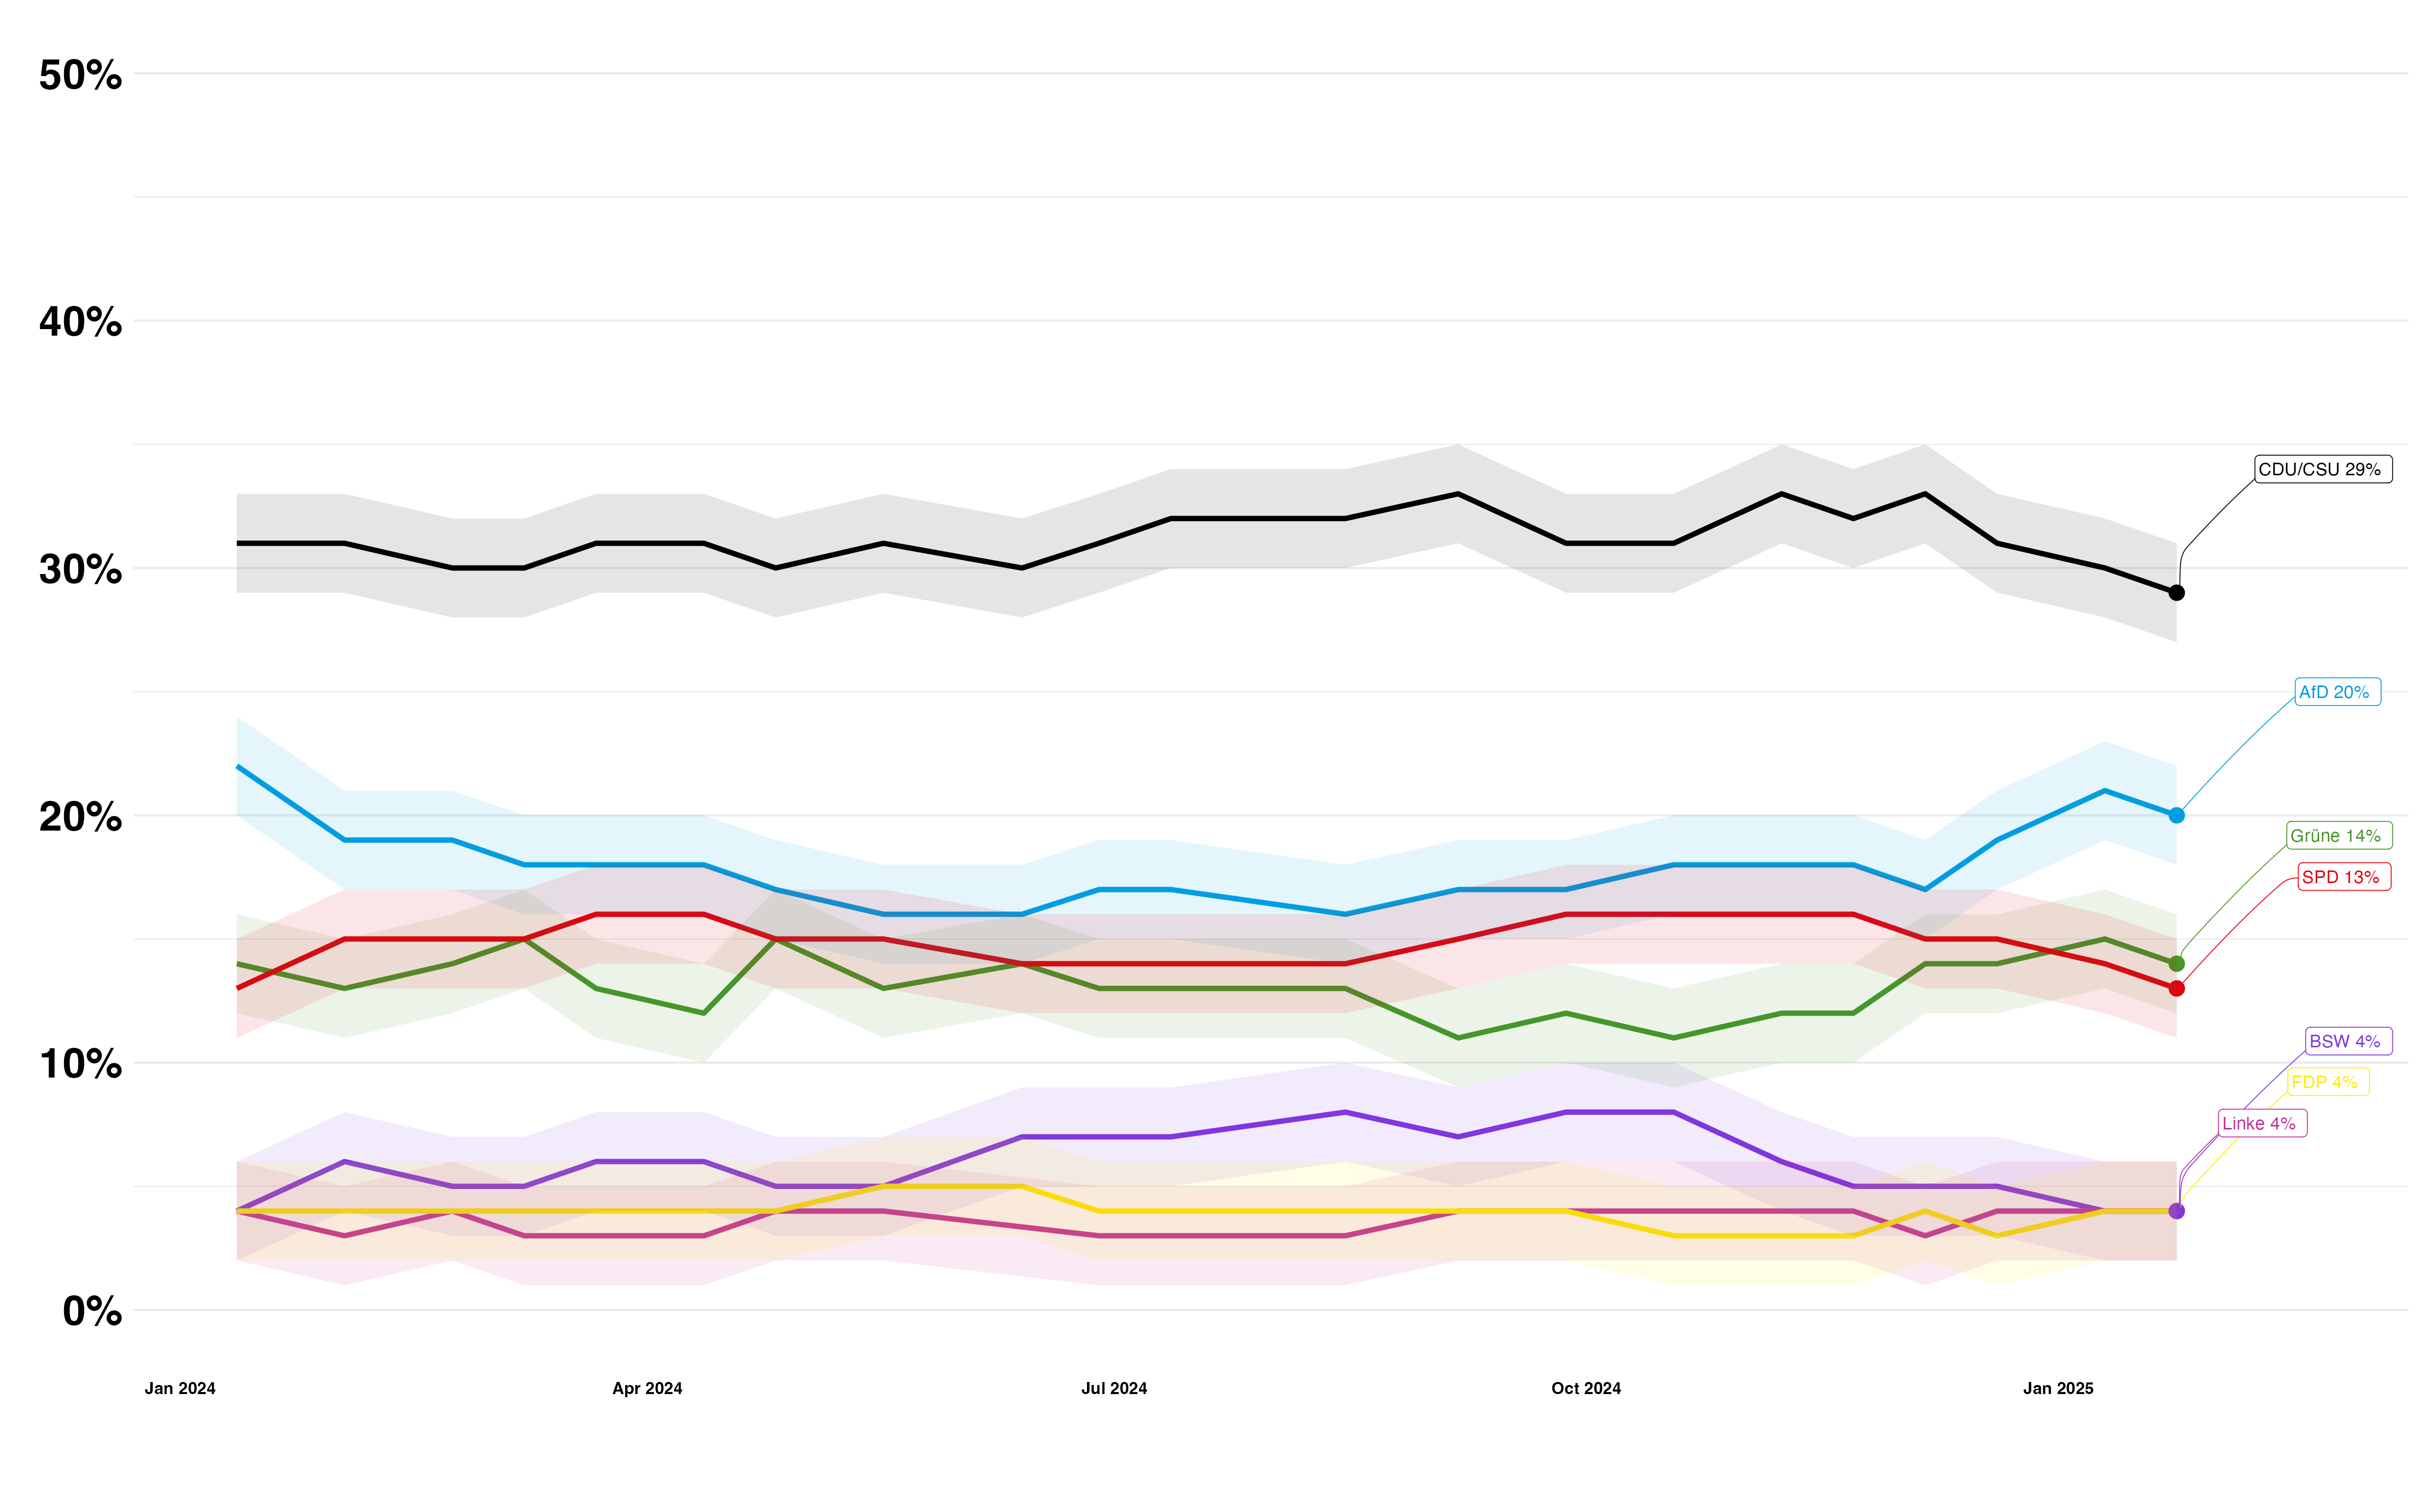 50%
40%
30%
20%
10%
0%
CDU/CSU 29%
AfD 20%
Grüne 14%
SPD 13%
BSW 4%
FDP 4%
Linke 4%
Jan 2024
Apr 2024
Jul 2024
Oct 2024
Jan 2025